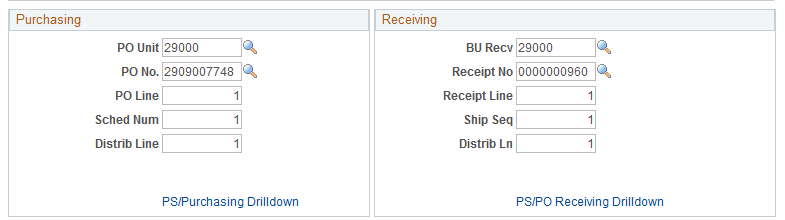 Purchasing
PO Unit 29000
PO No. 2909007748
PO Line 1
Sched Num 1
Distrib Line 1
PS/Purchasing Drilldown
Receiving
BU Recv 29000
Receipt No 0000000960
Receipt Line 1
Ship Seq 1
Distrib Ln 1
PS/PO Receiving Drilldown